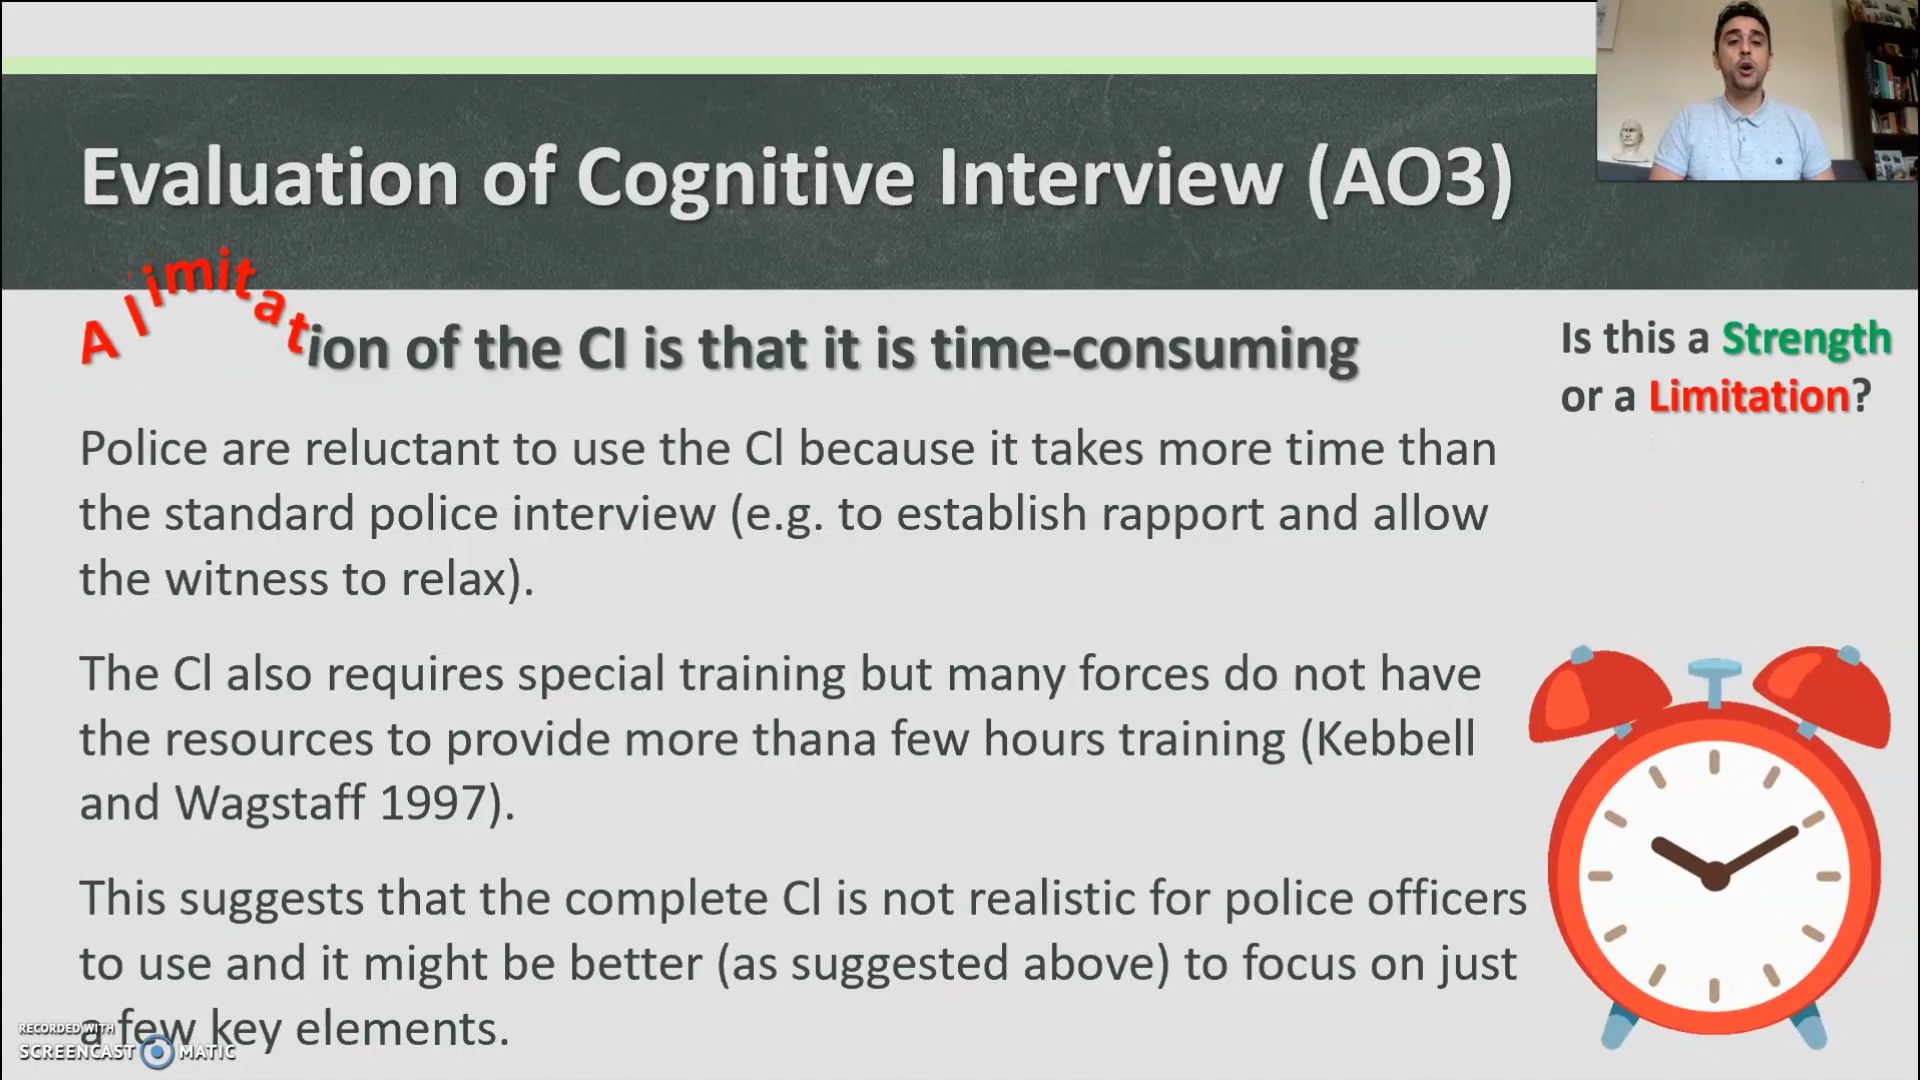 Evaluation of Cognitive Interview (AO3)
A limitation of the CI is that it is time-consuming
Is this a Strength
or a Limitation?
Police are reluctant to use the Cl because it takes more time than
the standard police interview (e.g. to establish rapport and allow
the witness to relax).
The Cl also requires special training but many forces do not have
the resources to provide more thana few hours training (Kebbell
and Wagstaff 1997).
This suggests that the complete Cl is not realistic for police officers
to use and it might be better (as suggested above) to focus on just
a few key elements.
RECORDED WITH
SCREENCAST MATIC